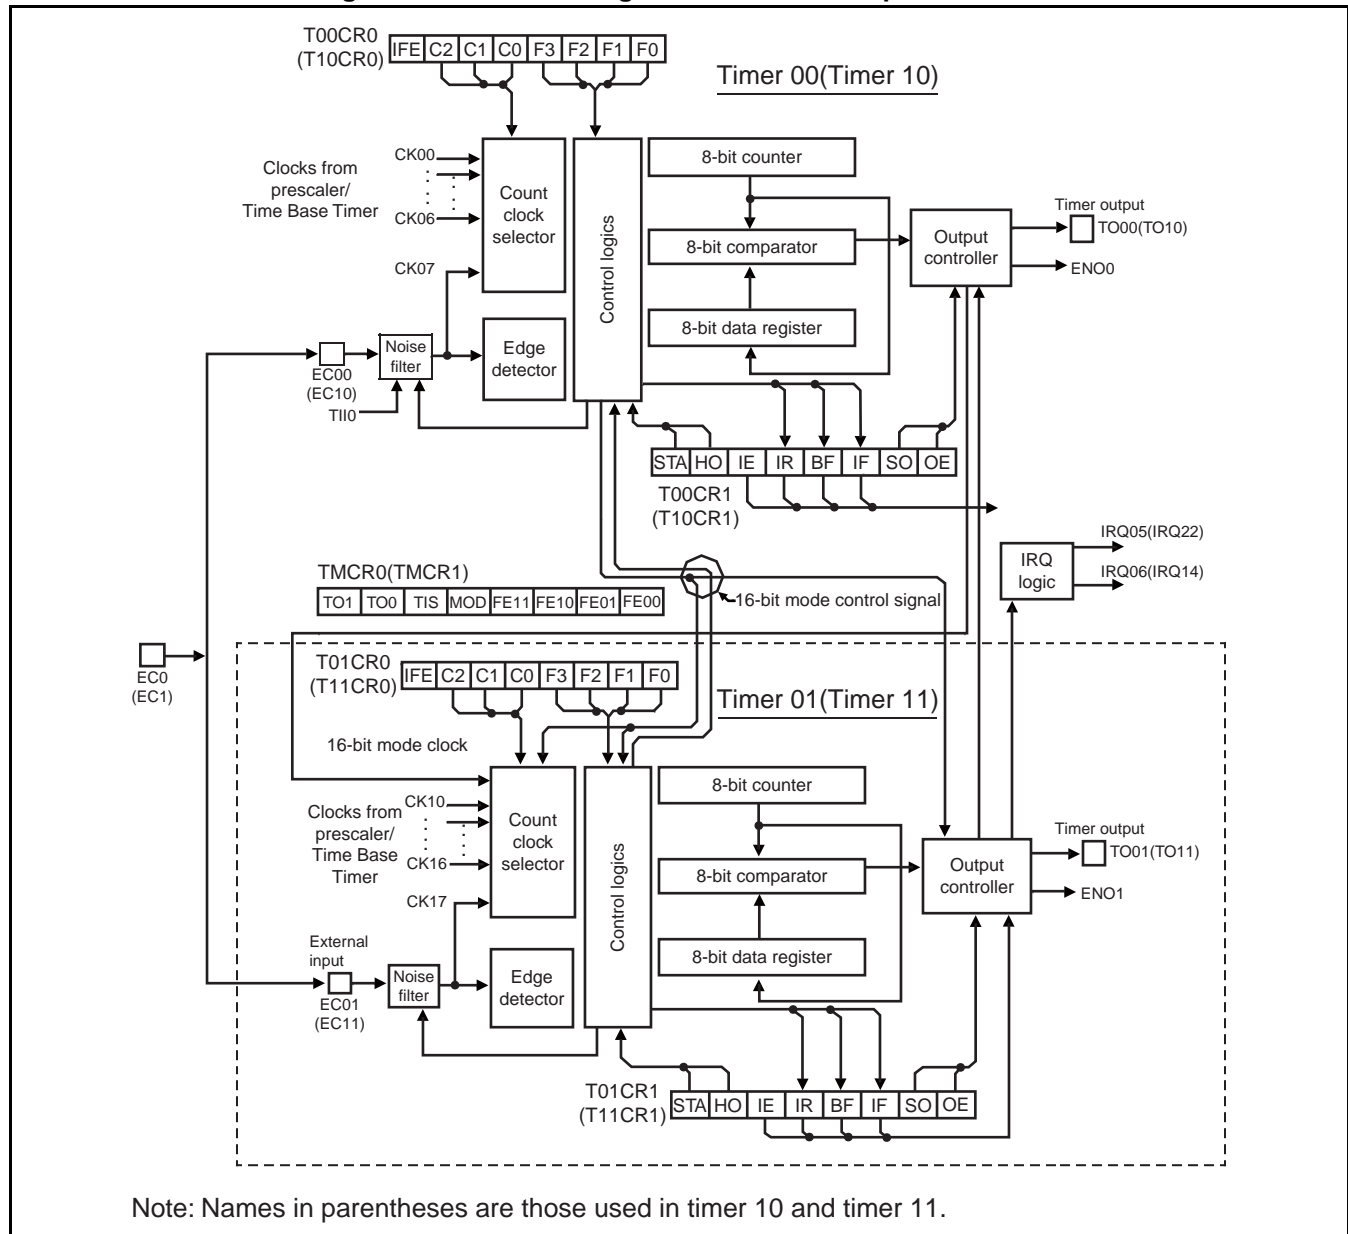 T00CR0
(T10CR0)
IFE C2 C1 C0 F3 F2 F1 F0
Timer 00(Timer 10)
Clocks from
prescaler/
Time Base Timer
CK00
CK06
CK07
Count
clock
selector
Control logics
8-bit counter
8-bit comparator
8-bit data register
Output
controller
Timer output
TO00(TO10)
ENO0
EC00
(EC10)
TII0
Noise
filter
Edge
detector
STA HO IE IR BF IF SO OE
T00CR1
(T10CR1)
IRQ
logic
IRQ05(IRQ22)
IRQ06(IRQ14)
TMCR0(TMCR1)
TO1 TO0 TIS MOD FE11 FE10 FE01 FE00
16-bit mode control signal
EC0
(EC1)
T01CR0
(T11CR0)
IFE C2 C1 C0 F3 F2 F1 F0
Timer 01(Timer 11)
16-bit mode clock
Clocks from
prescaler/
Time Base
Timer
CK10
CK16
CK17
Count
clock
selector
Control logics
8-bit counter
8-bit comparator
8-bit data register
Output
controller
Timer output
TO01(TO11)
ENO1
External
input
EC01
(EC11)
Noise
filter
Edge
detector
T01CR1
(T11CR1)
STA HO IE IR BF IF SO OE
Note: Names in parentheses are those used in timer 10 and timer 11.